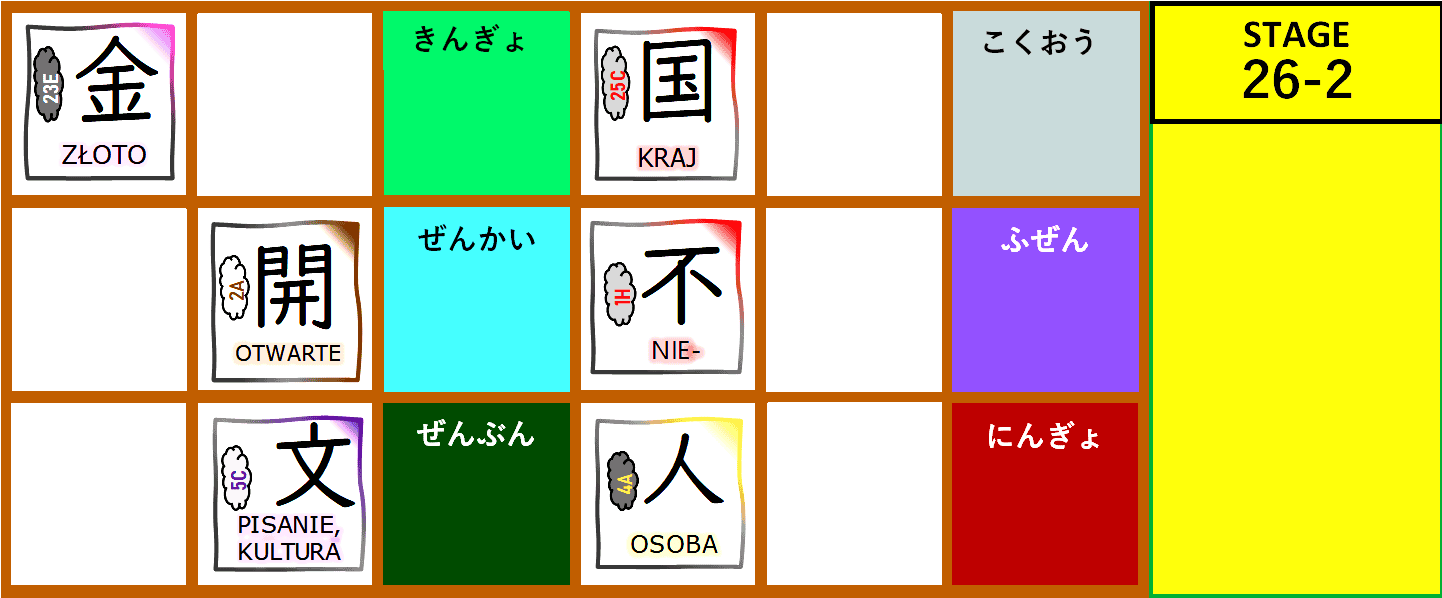 金
23E
ZŁOTO
きんぎょ
国
25C
KRAJ
こくおう
STAGE
26-2
開
2A
OTWARTE
ぜんかい
不
1H
NIE-
ふぜん
文
5C
PISANIE,
KULTURA
ぜんぶん
人
4A
OSOBA
にんぎょ